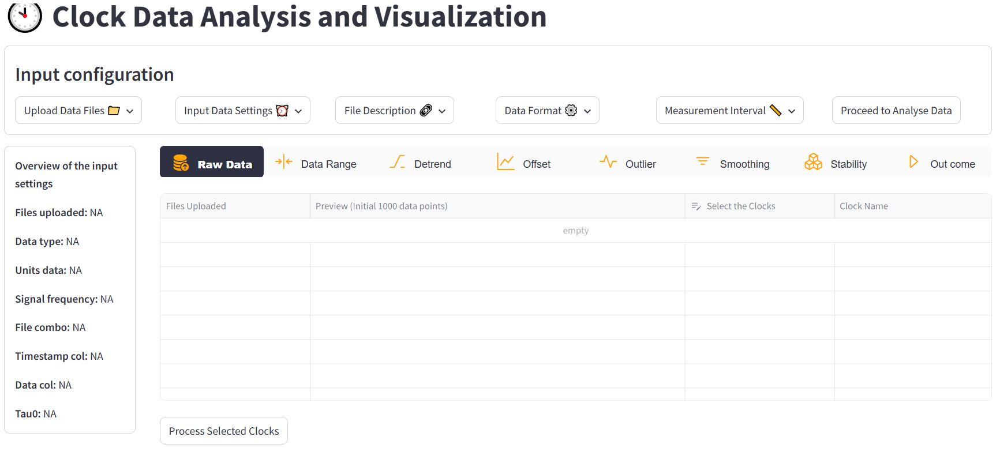 Clock Data Analysis and Visualization
Input configuration
Upload Data Files
Input Data Settings
File Description
Data Format
Measurement Interval
Proceed to Analyse Data
Overview of the input
settings
Files uploaded: NA
Data type: NA
Units data: NA
Signal frequency: NA
File combo: NA
Timestamp col: NA
Data col: NA
Tau0: NA
Raw Data
Data Range
Detrend
Offset
Outlier
Smoothing
Stability
Out come
Files Uploaded
Preview (Initial 1000 data points)
Select the Clocks
Clock Name
empty
Process Selected Clocks